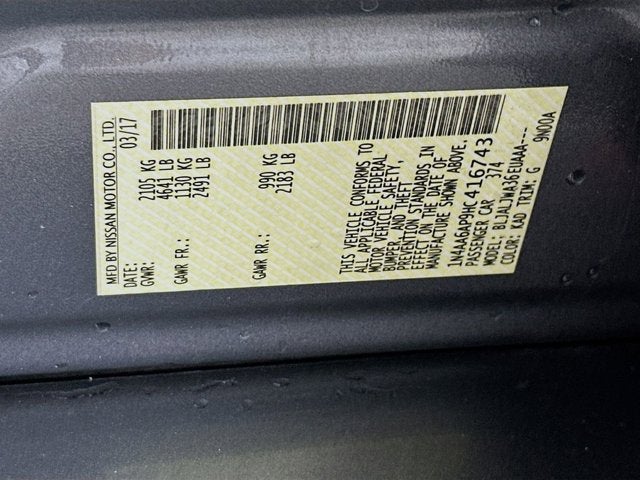 MFD BY NISSAN MOTOR CO., LTD.
DATE: 03/17
GVWR: 2105 KG
4641 LB
GAWR FR.: 1130 KG
2491 LB
GAWR RR.: 990 KG
2183 LB
THIS VEHICLE CONFORMS TO
ALL APPLICABLE FEDERAL
MOTOR VEHICLE SAFETY,
BUMPER, AND THEFT
PREVENTION STANDARDS IN
EFFECT ON THE DATE OF
MANUFACTURE SHOWN ABOVE.
1N4AA6AP9HC416743
PASSENGER CAR 374
MODEL: BLJALJWA36EUAAA---
COLOR: KAD TRIM: G 9N00A